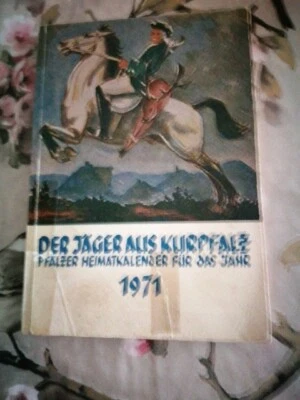 DER JÄGER AUS KURPFALZ
PFÄLZER HEIMATKALENDER FÜR DAS JAHR
1971